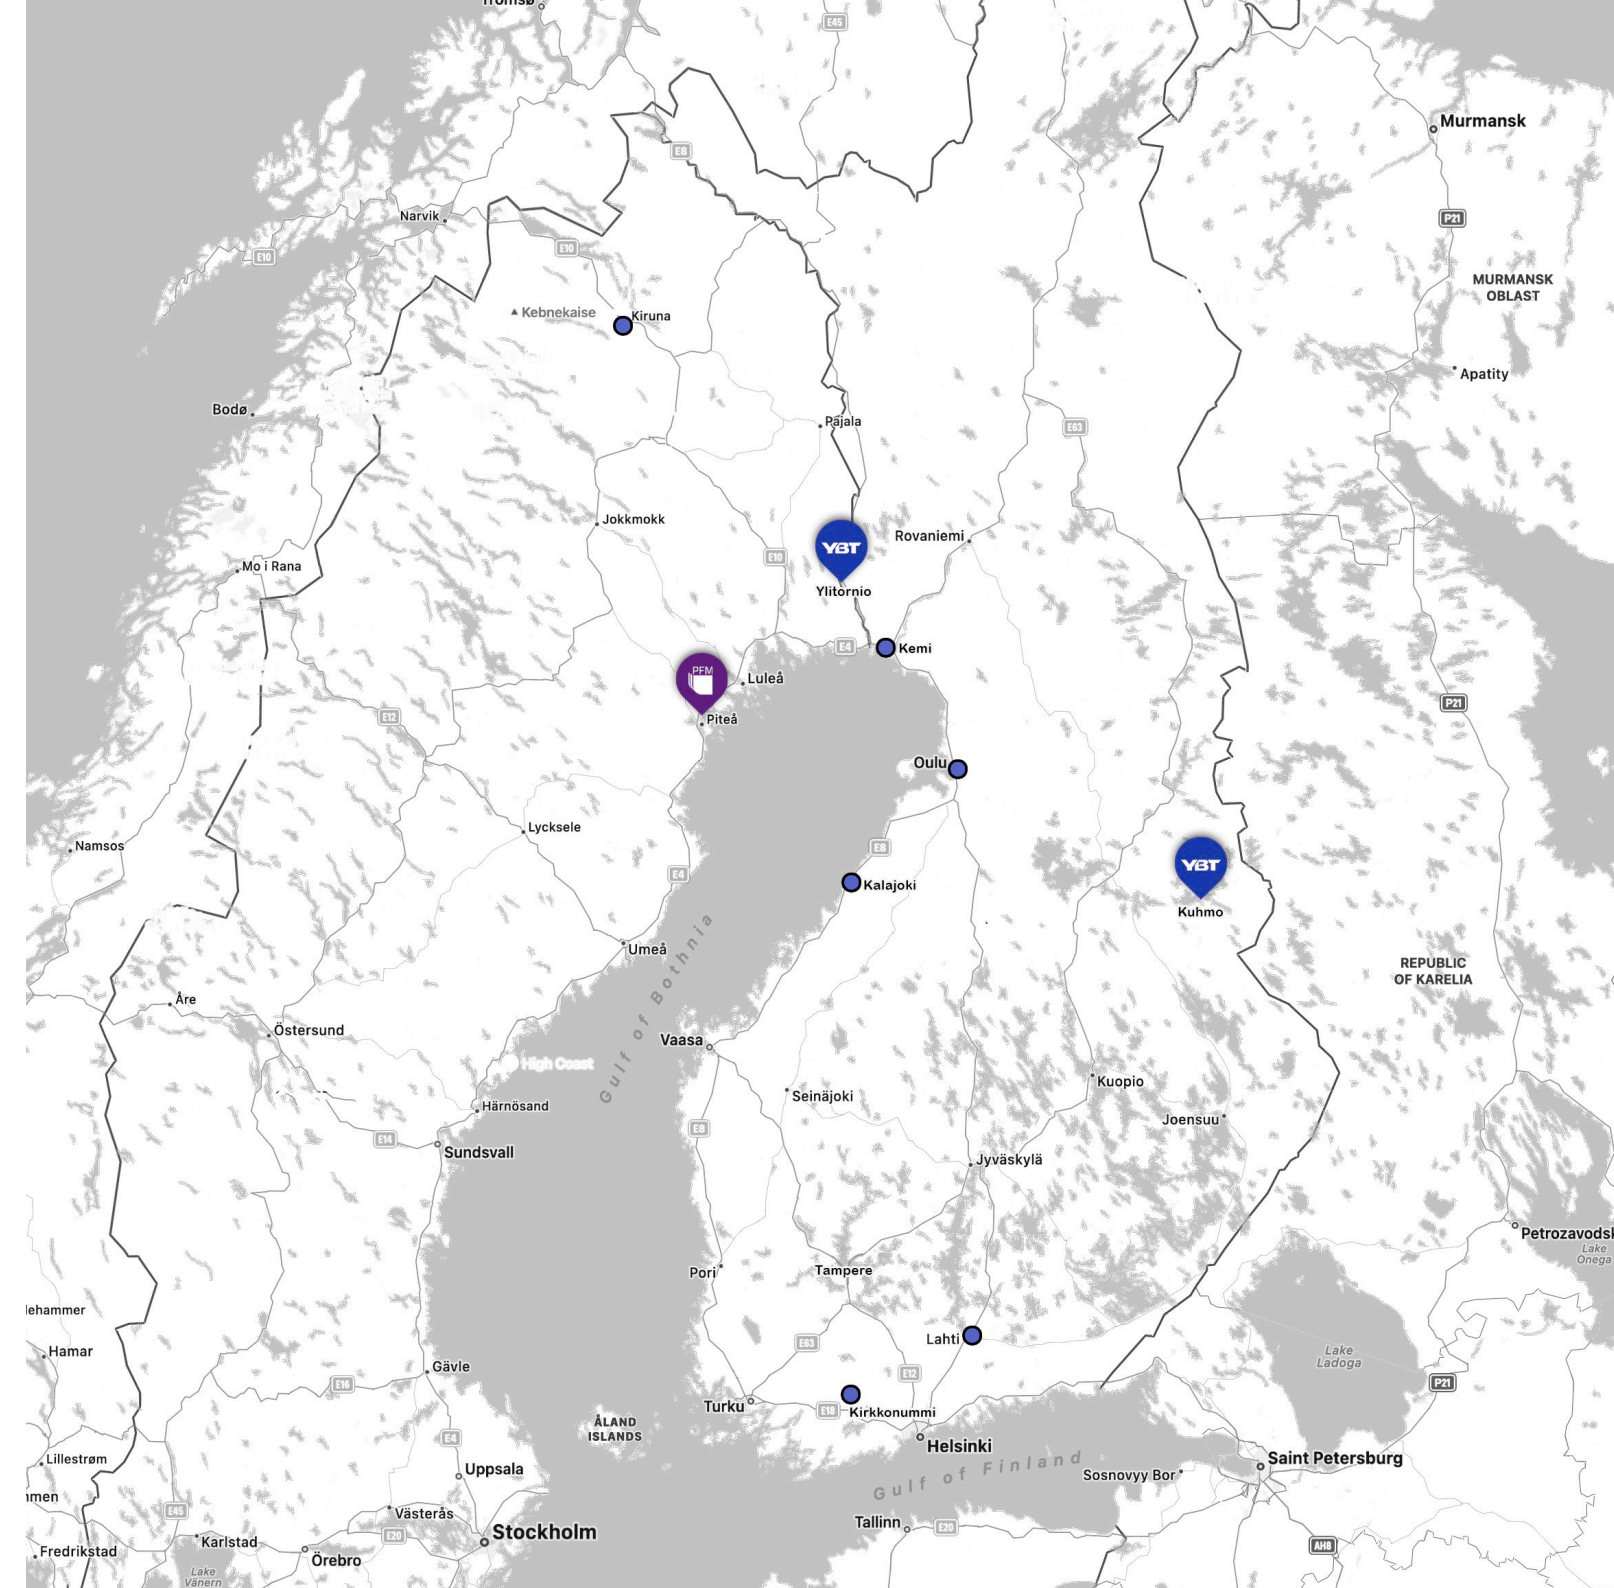 Tromsø
E45
Murmansk
E8
Narvik
P21
E10
E10
MURMANSK
OBLAST
Kebnekaise
Kiruna
Apatity
Bodø
Pajala
E63
Jokkmokk
Rovaniemi
YBT
E10
Mo i Rana
Ylitornio
E4
Kemi
PFM
Luleå
P21
E12
Piteå
Oulu
Lycksele
Namsos
E8
YBT
E4
Kalajoki
Kuhmo
Gulf of Bothnia
Umeå
REPUBLIC
OF KARELIA
Åre
Östersund
Vaasa
High Coast
Kuopio
Seinäjoki
Härnösand
Joensuu
E8
E14
Sundsvall
Jyväskylä
Petrozavodsk
Lake
Onega
Pori
Tampere
lehammer
Lahti
E63
Hamar
Lake
Ladoga
Gävle
E12
E16
P21
Turku
E18
Kirkkonummi
ÅLAND
ISLANDS
E4
Helsinki
Lillestrøm
Saint Petersburg
Gulf of Finland
Uppsala
Sosnovyy Bor
mmen
E45
Västerås
Tallinn
E20
Stockholm
E20
Karlstad
AH8
Fredrikstad
Örebro
Lake
Vänern